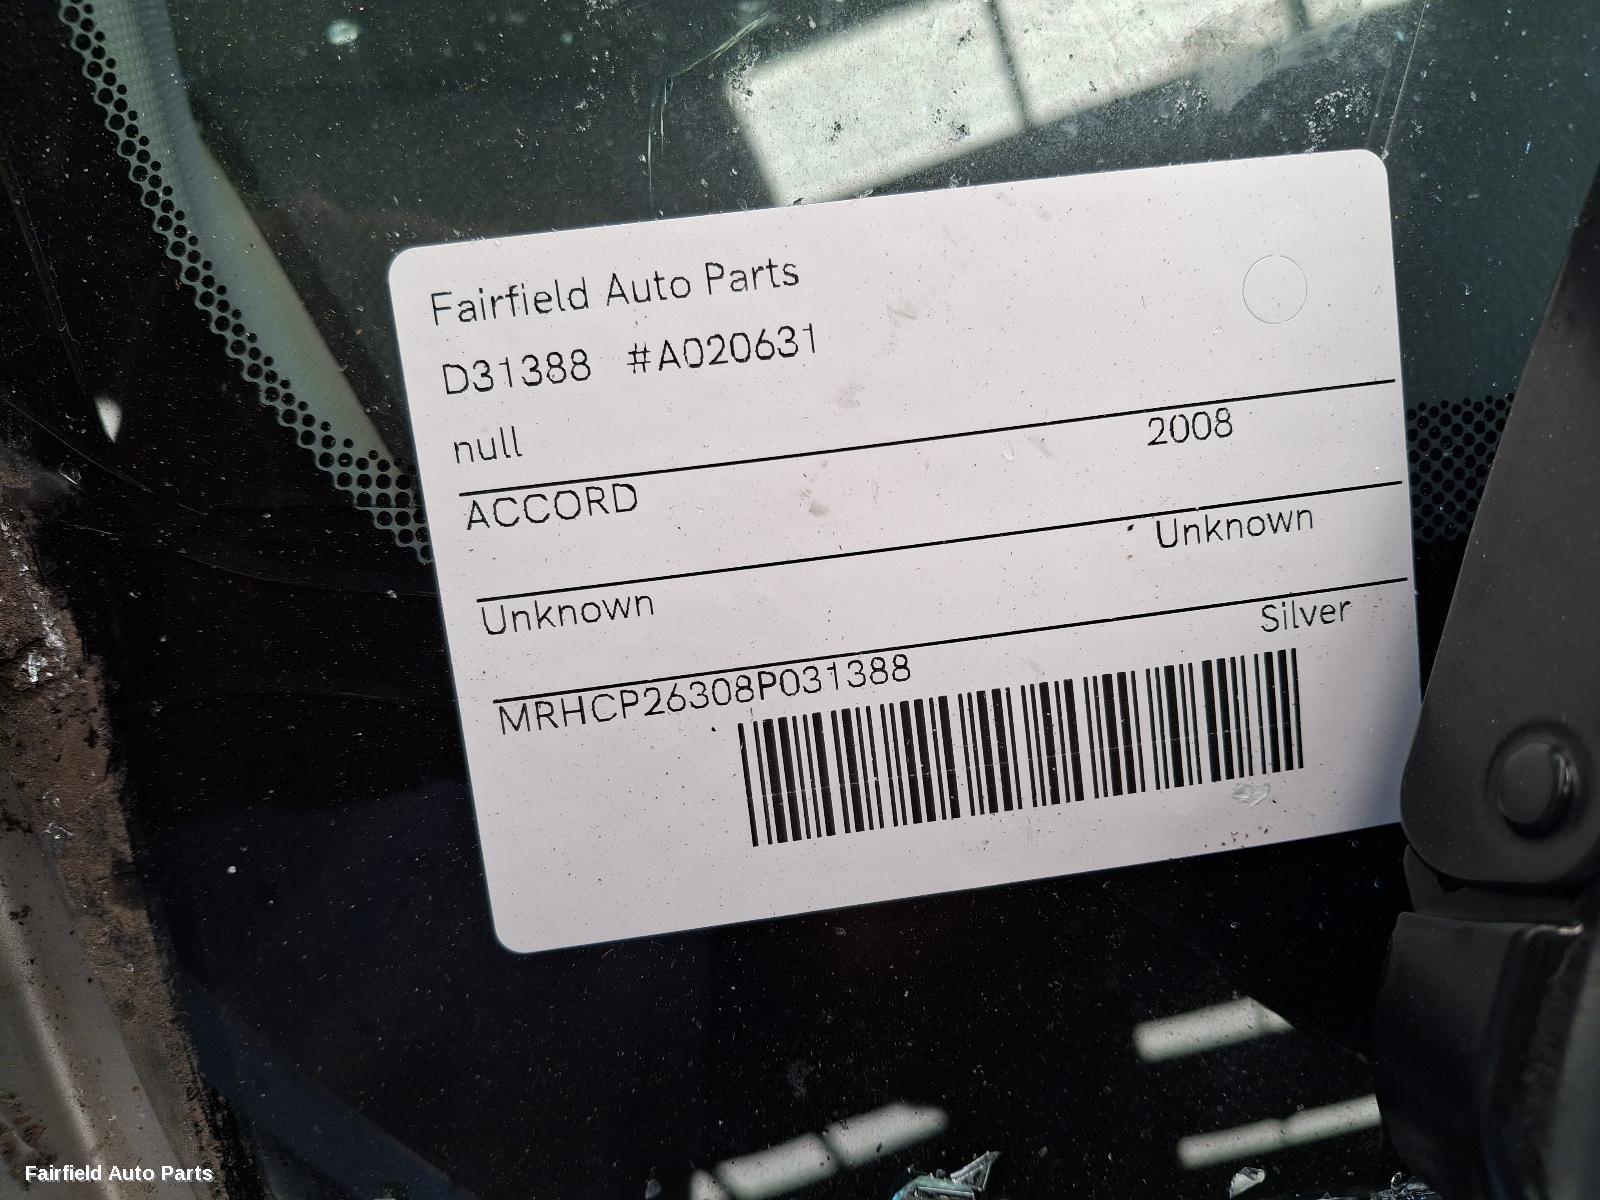 Fairfield Auto Parts
D31388 #A020631
null
ACCORD 2008
Unknown Unknown
MRHCP26308P031388 Silver
Fairfield Auto Parts